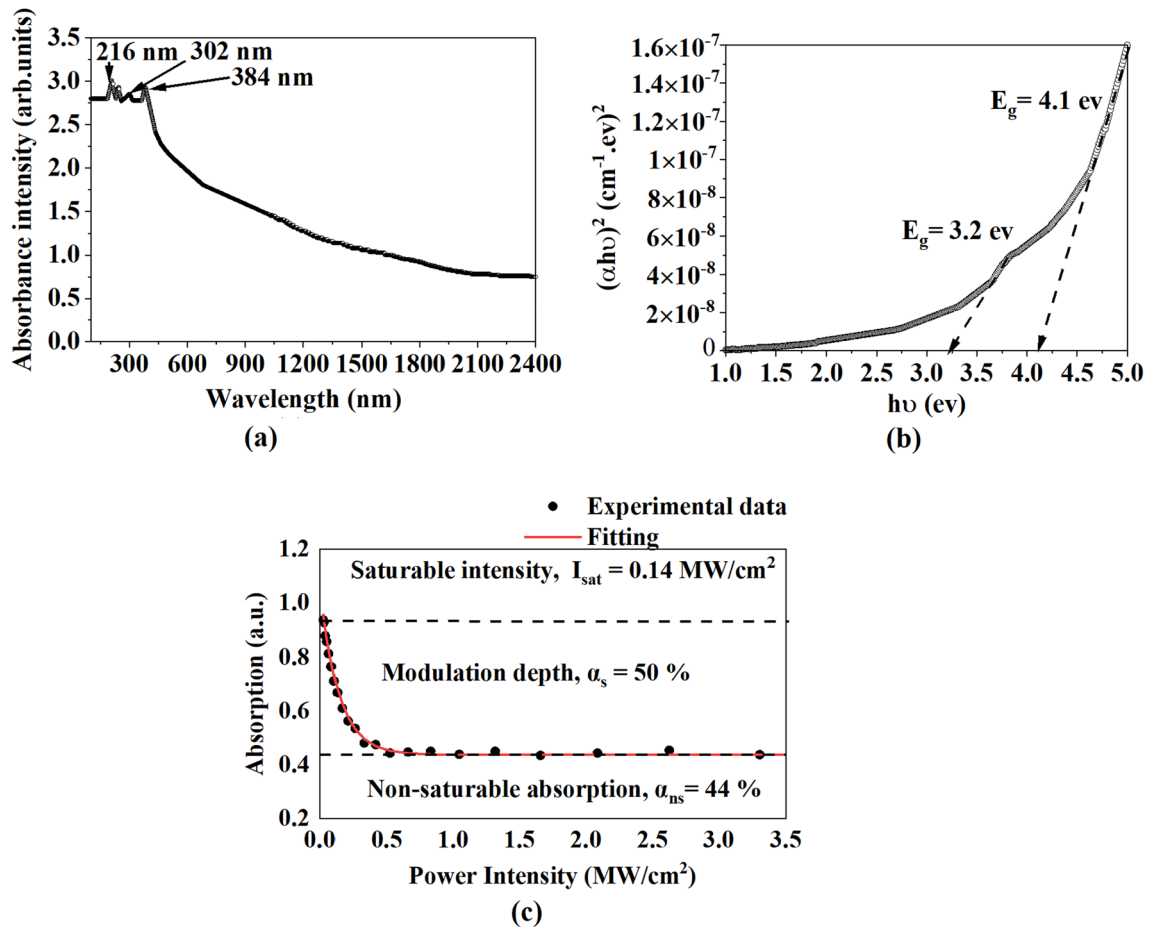 3.5
3.0
2.5
2.0
1.5
1.0
0.5
0.0
Absorbance intensity (arb.units)
216 nm
302 nm
384 nm
300 600 900 1200 1500 1800 2100 2400
Wavelength (nm)
(a)
1.6×10⁻⁷
1.4×10⁻⁷
1.2×10⁻⁷
1×10⁻⁷
8×10⁻⁸
6×10⁻⁸
4×10⁻⁸
2×10⁻⁸
0
(αhυ)² (cm⁻¹.ev)²
E_g= 4.1 ev
E_g= 3.2 ev
1.0 1.5 2.0 2.5 3.0 3.5 4.0 4.5 5.0
hυ (ev)
(b)
Experimental data
Fitting
1.2
1.0
0.8
0.6
0.4
0.2
Absorption (a.u.)
Saturable intensity, I_sat = 0.14 MW/cm²
Modulation depth, α_s = 50 %
Non-saturable absorption, α_ns= 44 %
0.0 0.5 1.0 1.5 2.0 2.5 3.0 3.5
Power Intensity (MW/cm²)
(c)